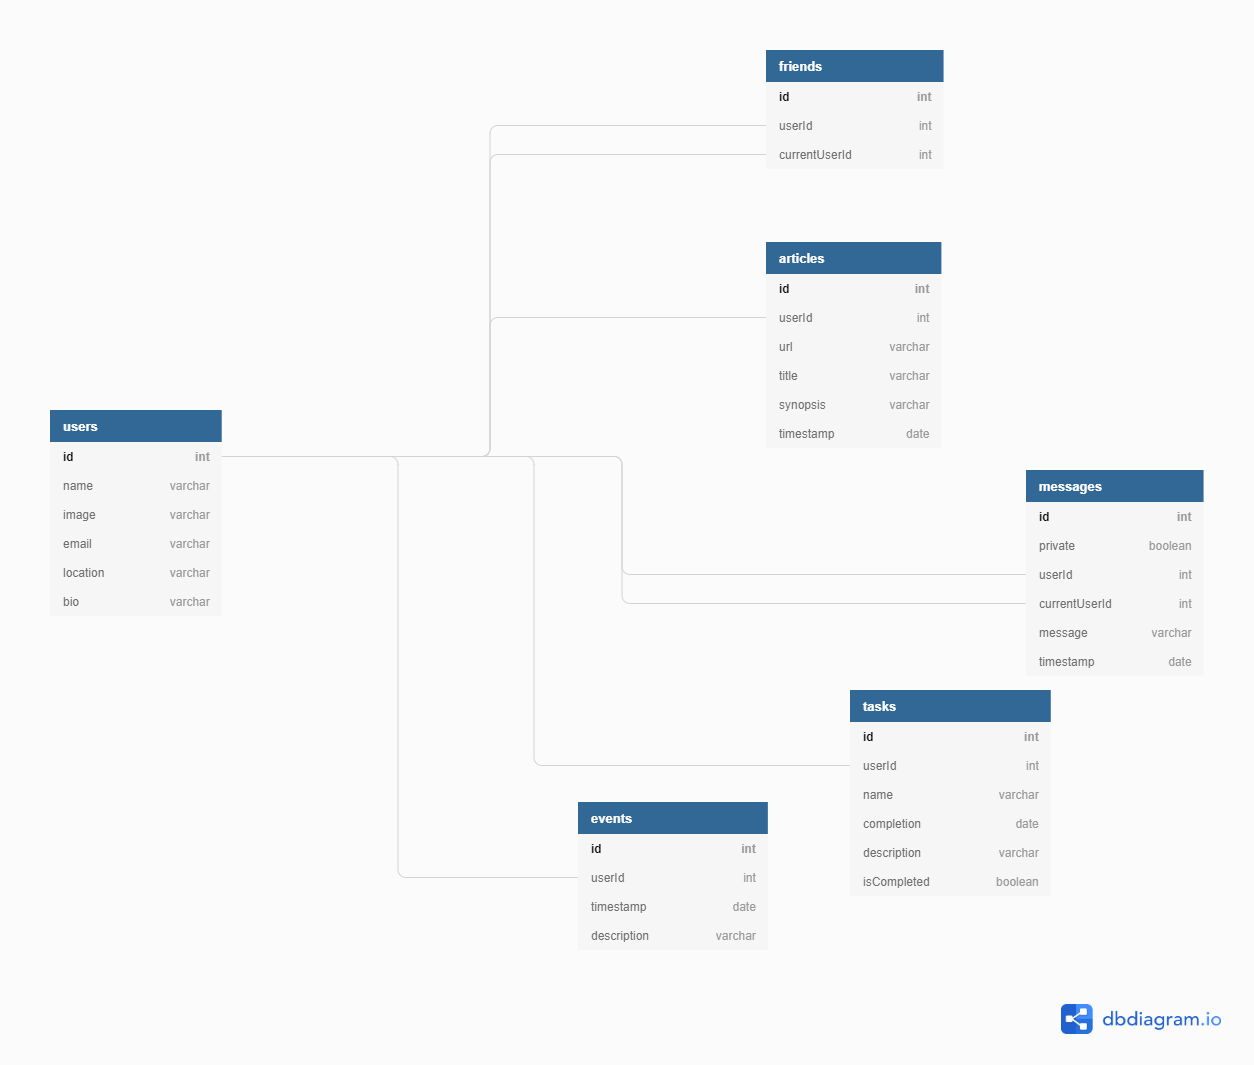 friends
id int
userId int
currentUserId int
articles
id int
userId int
url varchar
title varchar
synopsis varchar
timestamp date
users
id int
name varchar
image varchar
email varchar
location varchar
bio varchar
messages
id int
private boolean
userId int
currentUserId int
message varchar
timestamp date
tasks
id int
userId int
name varchar
completion date
description varchar
isCompleted boolean
events
id int
userId int
timestamp date
description varchar
dbdiagram.io